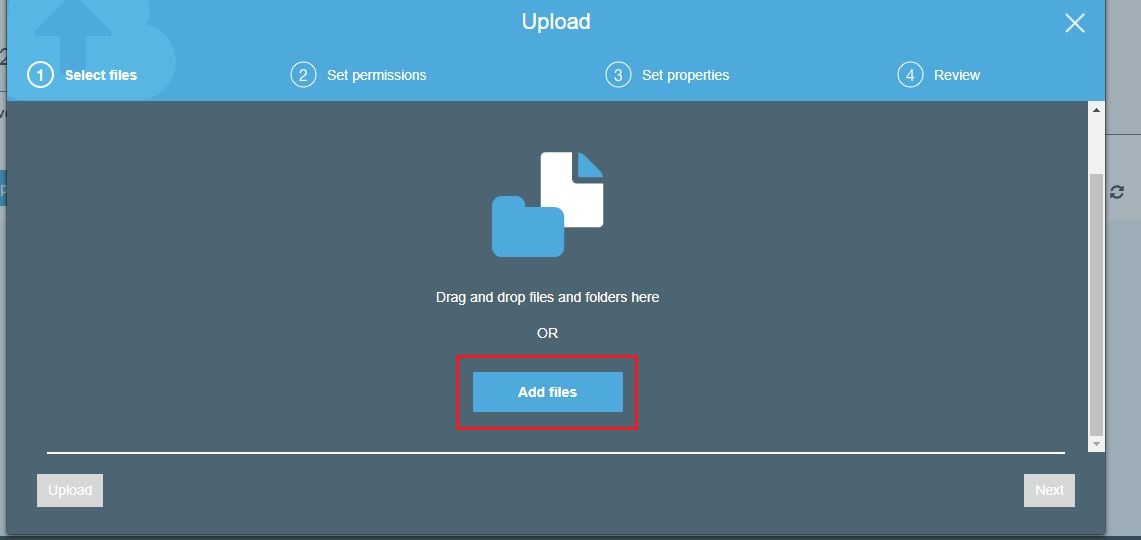 Upload
1 Select files
2 Set permissions
3 Set properties
4 Review
Drag and drop files and folders here
OR
Add files
Upload
Next